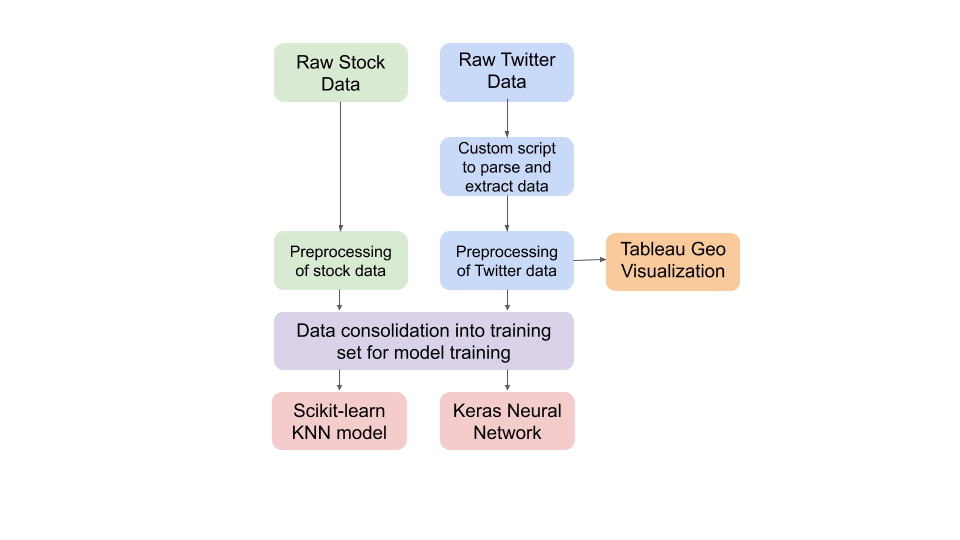 Raw Stock
Data
Raw Twitter
Data
Custom script
to parse and
extract data
Preprocessing
of stock data
Preprocessing
of Twitter data
Tableau Geo
Visualization
Data consolidation into training
set for model training
Scikit-learn
KNN model
Keras Neural
Network